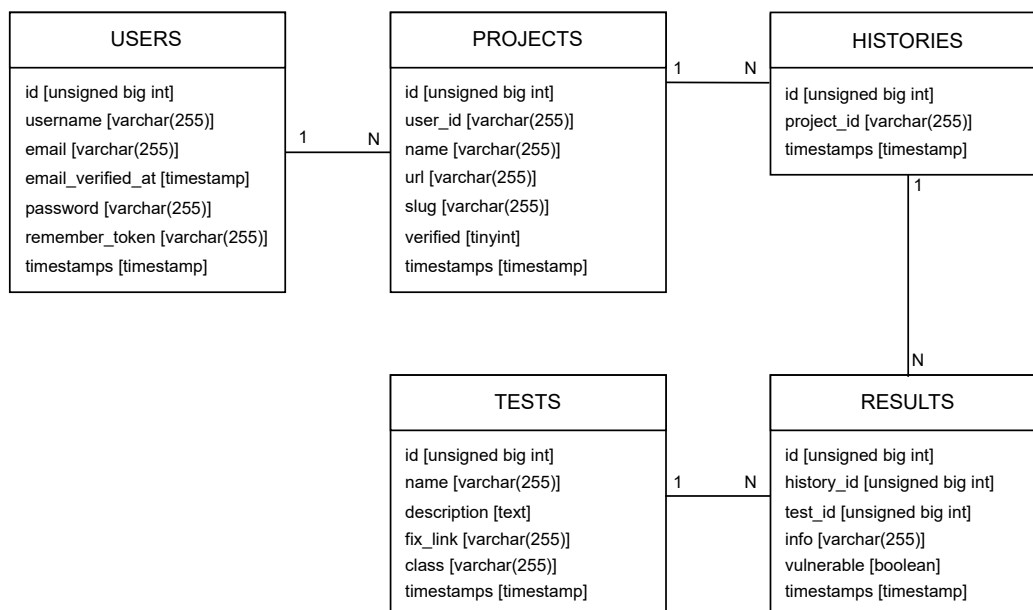 USERS
id [unsigned big int]
username [varchar(255)]
email [varchar(255)]
email_verified_at [timestamp]
password [varchar(255)]
remember_token [varchar(255)]
timestamps [timestamp]
1
N
PROJECTS
id [unsigned big int]
user_id [varchar(255)]
name [varchar(255)]
url [varchar(255)]
slug [varchar(255)]
verified [tinyint]
timestamps [timestamp]
1
N
HISTORIES
id [unsigned big int]
project_id [varchar(255)]
timestamps [timestamp]
1
N
TESTS
id [unsigned big int]
name [varchar(255)]
description [text]
fix_link [varchar(255)]
class [varchar(255)]
timestamps [timestamp]
1
N
RESULTS
id [unsigned big int]
history_id [unsigned big int]
test_id [unsigned big int]
info [varchar(255)]
vulnerable [boolean]
timestamps [timestamp]